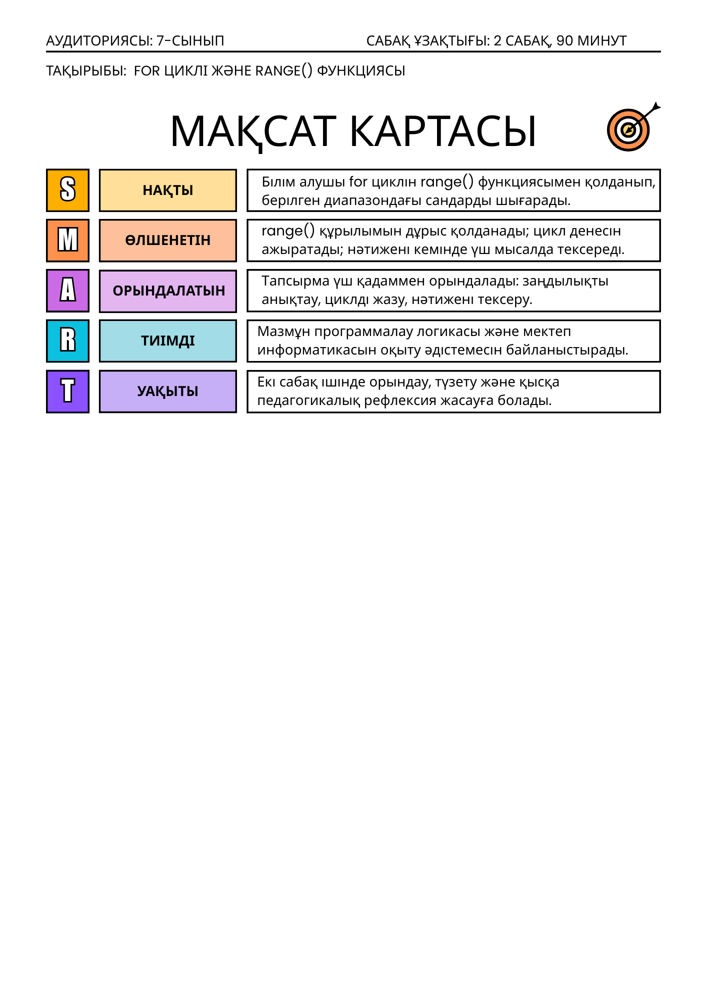 АУДИТОРИЯСЫ: 7-СЫНЫП САБАҚ ҰЗАҚТЫҒЫ: 2 САБАҚ, 90 МИНУТ
ТАҚЫРЫБЫ: FOR ЦИКЛІ ЖӘНЕ RANGE() ФУНКЦИЯСЫ
МАҚСАТ КАРТАСЫ
S НАҚТЫ
Білім алушы for циклін range() функциясымен қолданып,
берілген диапазондағы сандарды шығарады.
M ӨЛШЕНЕТІН
range() құрылымын дұрыс қолданады; цикл денесін
ажыратады; нәтижені кемінде үш мысалда тексереді.
A ОРЫНДАЛАТЫН
Тапсырма үш қадаммен орындалады: заңдылықты
анықтау, циклді жазу, нәтижені тексеру.
R ТИІМДІ
Мазмұн программалау логикасы және мектеп
информатикасын оқыту әдістемесін байланыстырады.
T УАҚЫТЫ
Екі сабақ ішінде орындау, түзету және қысқа
педагогикалық рефлексия жасауға болады.